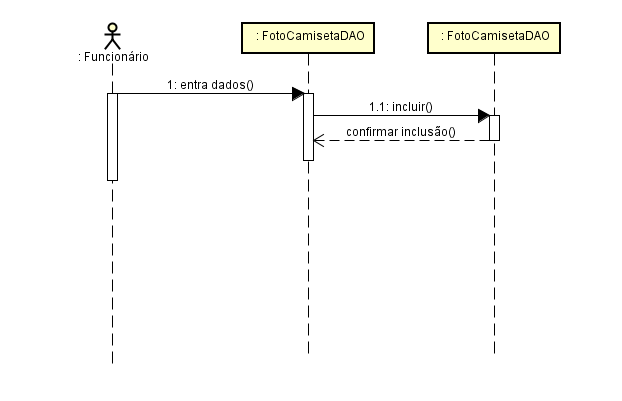 : FotoCamisetaDAO
: FotoCamisetaDAO
: Funcionário
1: entra dados()
1.1: incluir()
confirmar inclusão()